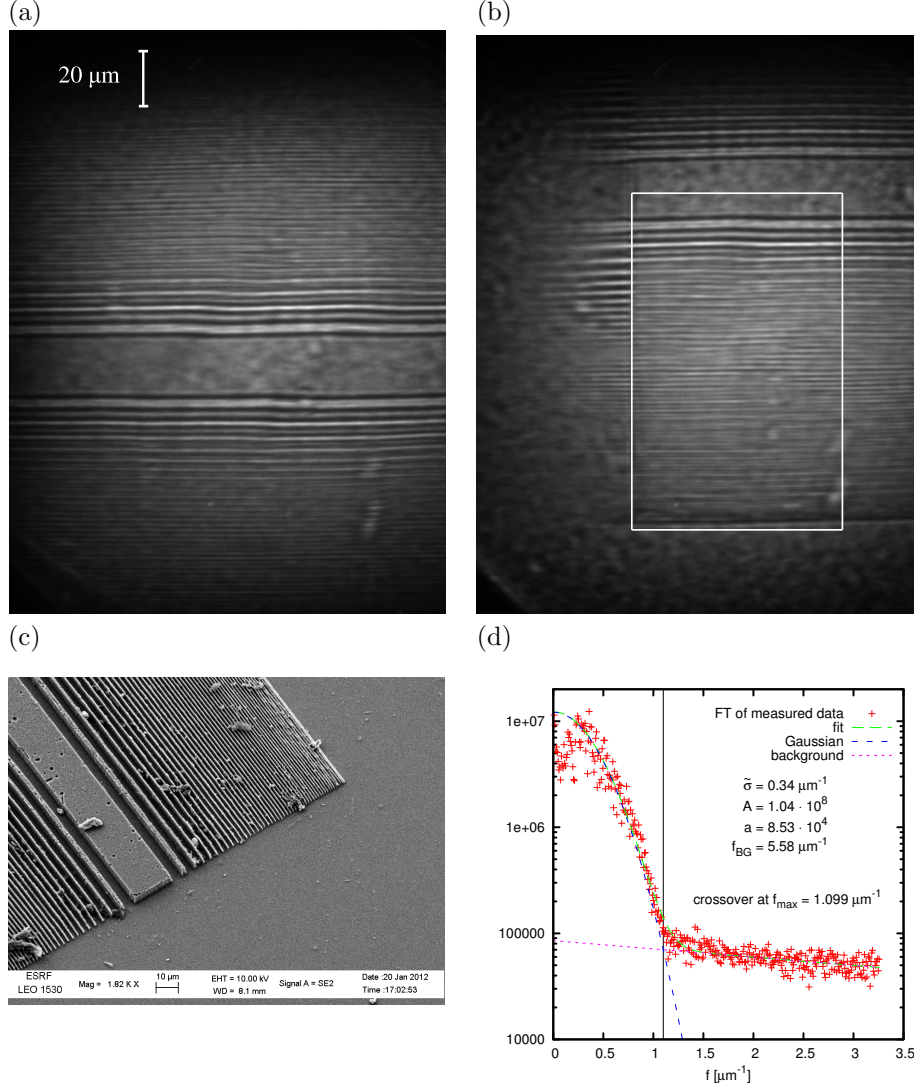 (a)
(b)
20 µm
(c)
(d)
ESRF
LEO 1530
Mag = 1.82 K X
10µm
EHT = 10.00 kV
WD = 8.1 mm
Signal A = SE2
Date :20 Jan 2012
Time :17:02:53
1e+07
1e+06
100000
10000
FT of measured data
fit
Gaussian
background
σ̃ = 0.34 µm⁻¹
A = 1.04 · 10⁸
a = 8.53 · 10⁴
f_BG = 5.58 µm⁻¹
crossover at f_max = 1.099 µm⁻¹
0 0.5 1 1.5 2 2.5 3 3.5
f [µm⁻¹]